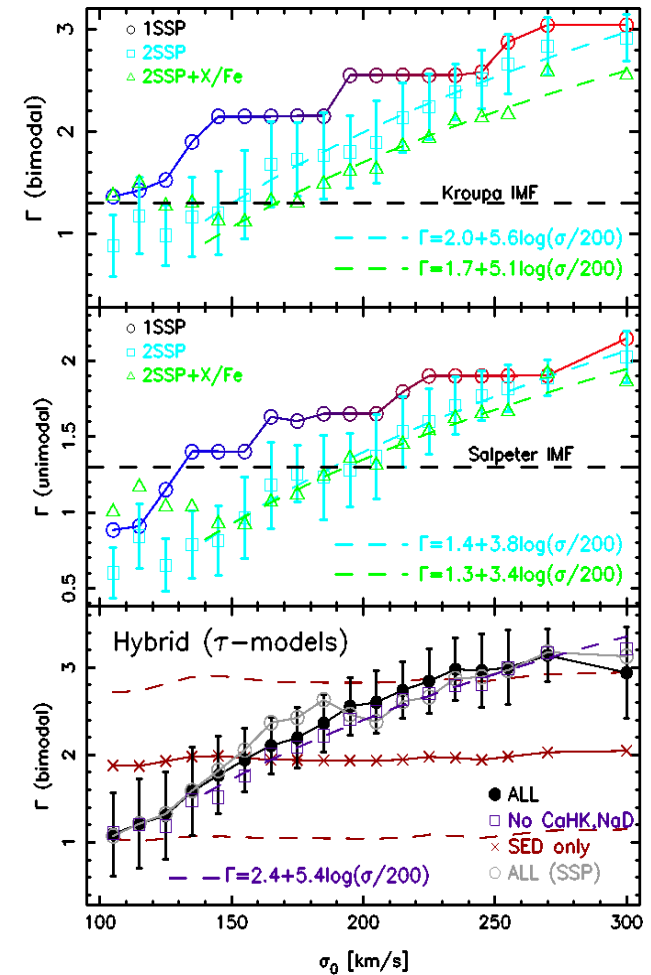 3
2
1
Γ (bimodal)
1SSP
2SSP
2SSP+X/Fe
Kroupa IMF
Γ=2.0+5.6log(σ/200)
Γ=1.7+5.1log(σ/200)
2
1.5
1
0.5
Γ (unimodal)
1SSP
2SSP
2SSP+X/Fe
Salpeter IMF
Γ=1.4+3.8log(σ/200)
Γ=1.3+3.4log(σ/200)
Hybrid (τ-models)
3
2
1
Γ (bimodal)
ALL
No CaHK,NaD
SED only
ALL (SSP)
Γ=2.4+5.4log(σ/200)
100 150 200 250 300
σ₀ [km/s]